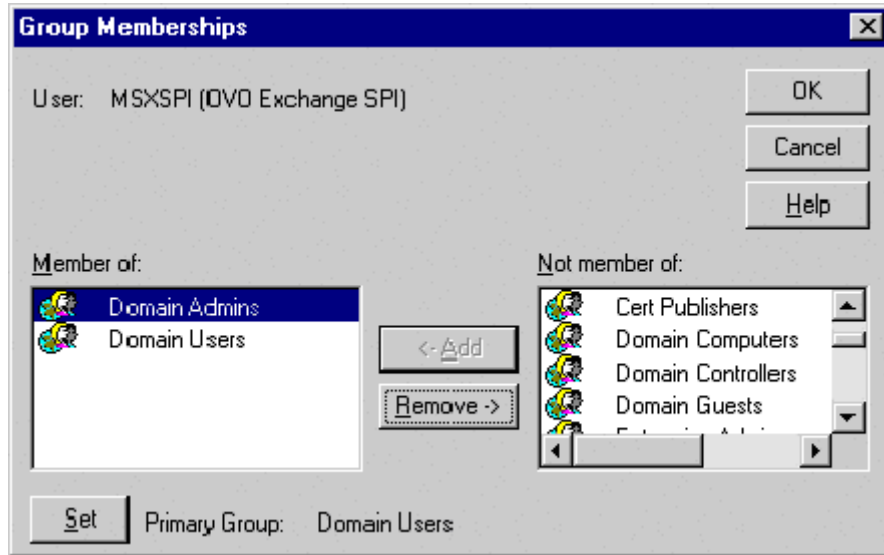 Group Memberships
User: MSXSPI (OVO Exchange SPI)
OK
Cancel
Help
Member of:
Domain Admins
Domain Users
<- Add
Remove ->
Not member of:
Cert Publishers
Domain Computers
Domain Controllers
Domain Guests
Set
Primary Group: Domain Users